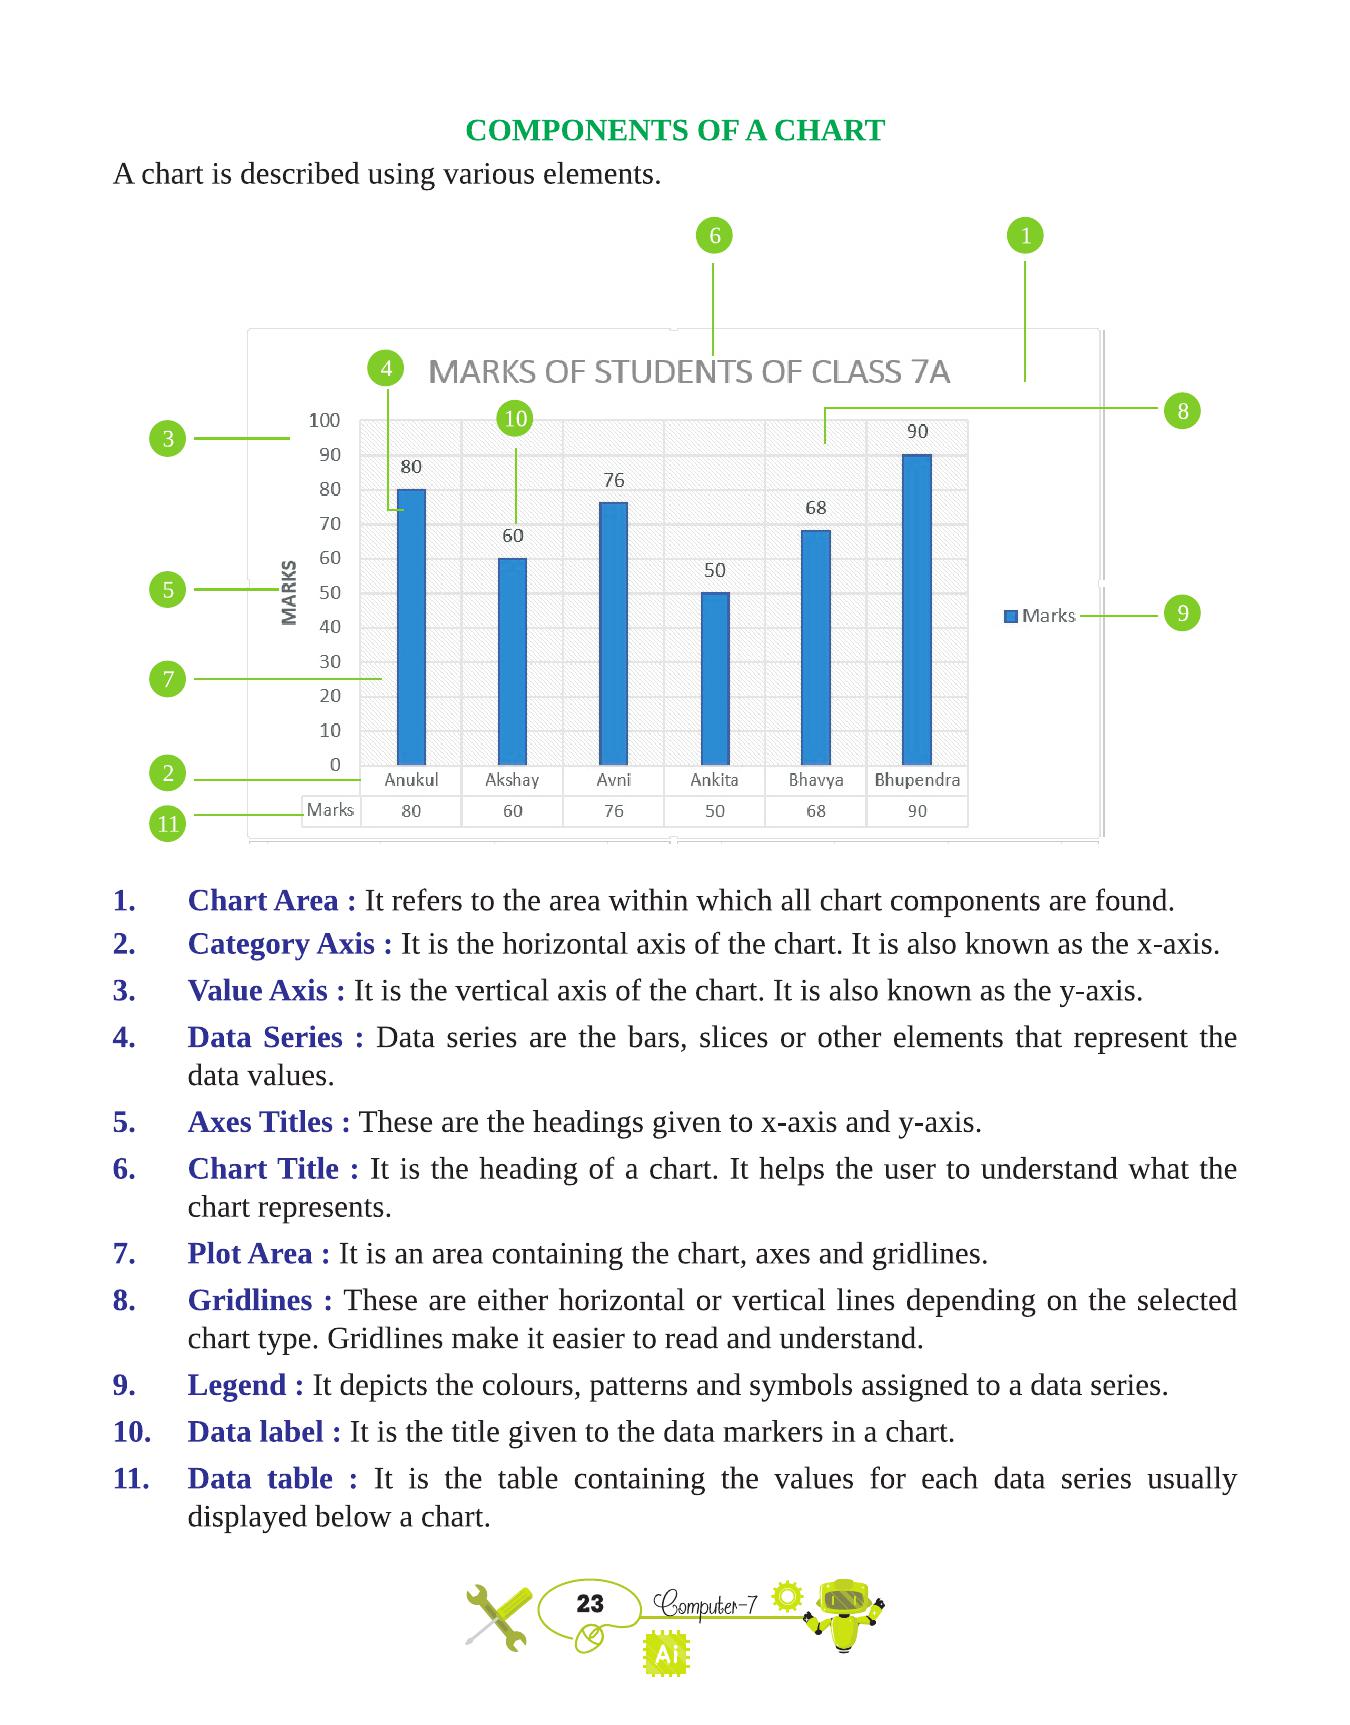 COMPONENTS OF A CHART
A chart is described using various elements.
6
1
4
MARKS OF STUDENTS OF CLASS 7A
10
8
3
100
90
90
80
80
76
70
68
60
60
50
5
MARKS
50
40
Marks
9
30
7
20
10
0
2
Anukul Akshay Avni Ankita Bhavya Bhupendra
11
Marks 80 60 76 50 68 90
1. Chart Area : It refers to the area within which all chart components are found.
2. Category Axis : It is the horizontal axis of the chart. It is also known as the x-axis.
3. Value Axis : It is the vertical axis of the chart. It is also known as the y-axis.
4. Data Series : Data series are the bars, slices or other elements that represent the
data values.
5. Axes Titles : These are the headings given to x-axis and y-axis.
6. Chart Title : It is the heading of a chart. It helps the user to understand what the
chart represents.
7. Plot Area : It is an area containing the chart, axes and gridlines.
8. Gridlines : These are either horizontal or vertical lines depending on the selected
chart type. Gridlines make it easier to read and understand.
9. Legend : It depicts the colours, patterns and symbols assigned to a data series.
10. Data label : It is the title given to the data markers in a chart.
11. Data table : It is the table containing the values for each data series usually
displayed below a chart.
23 Computer-7
Ai